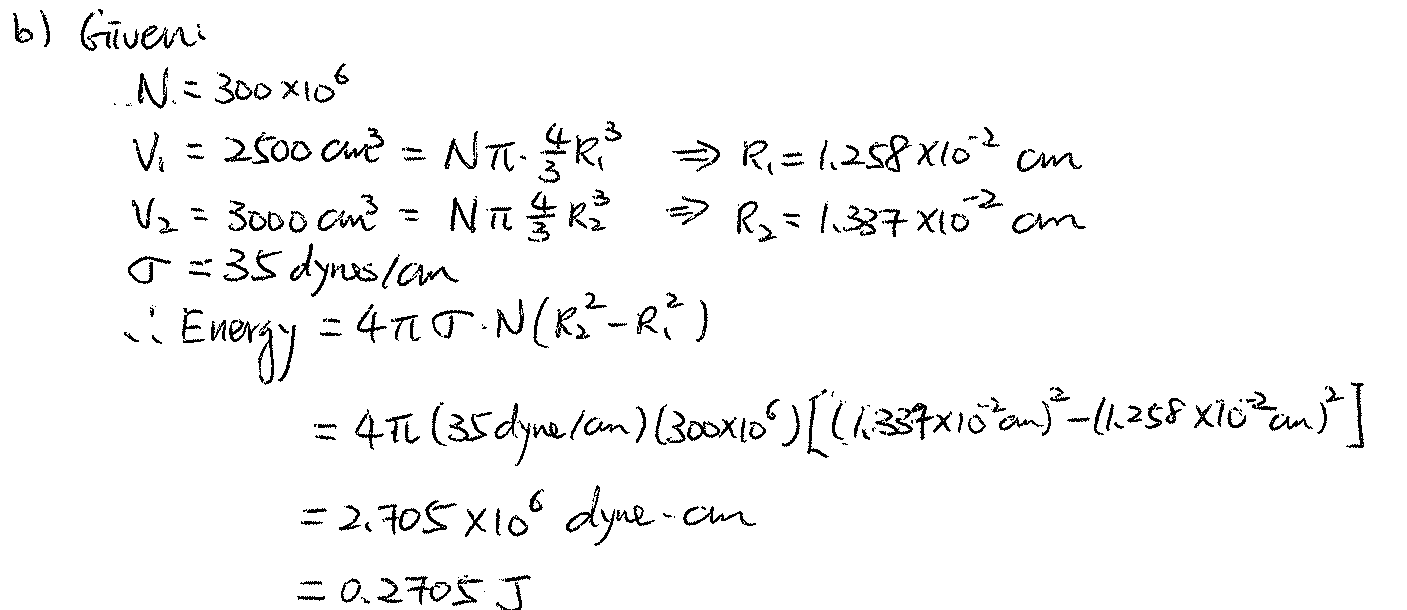 b) Given:
N = 300 × 10⁶
V₁ = 2500 cm³ = Nπ · 4/3 R₁³ ⇒ R₁ = 1.258 × 10⁻² cm
V₂ = 3000 cm³ = Nπ 4/3 R₂³ ⇒ R₂ = 1.337 × 10⁻² cm
σ = 35 dynes/cm
∴ Energy = 4πσ · N(R₂² − R₁²)
= 4π (35 dyne/cm)(300×10⁶)[(1.337×10⁻² cm)² − (1.258 × 10⁻² cm)²]
= 2.705 × 10⁶ dyne-cm
= 0.2705 J